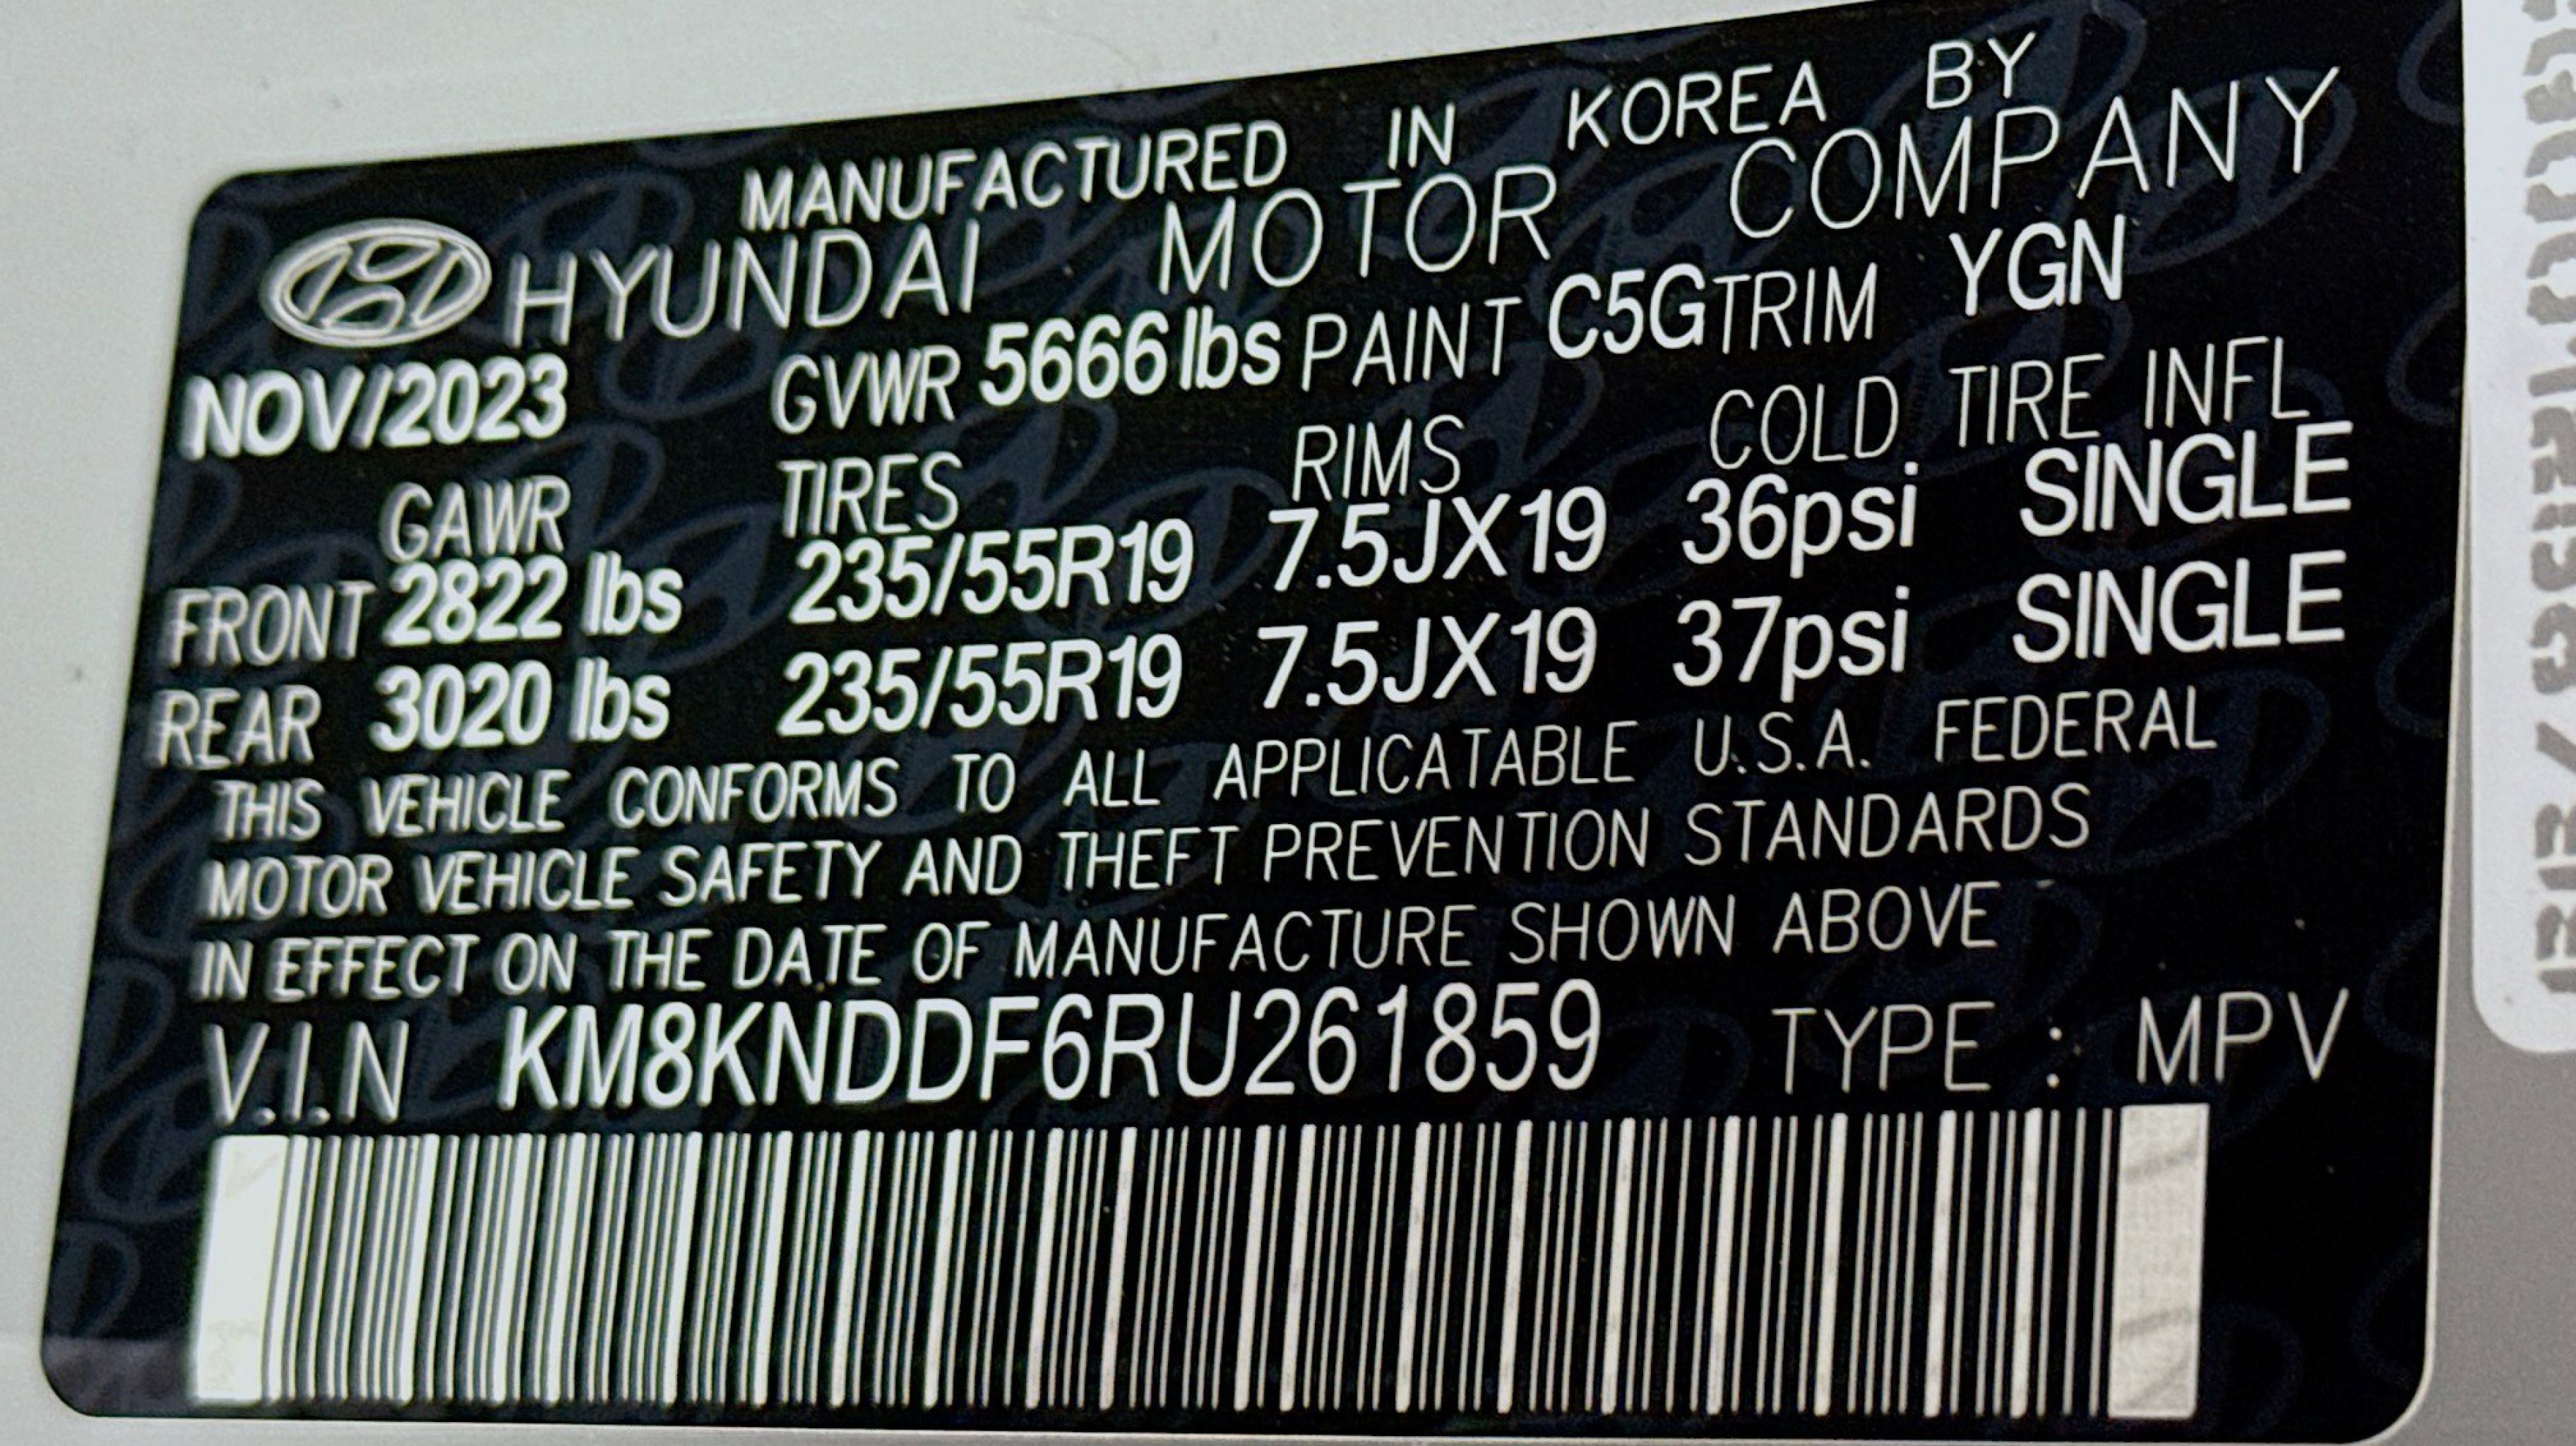 MANUFACTURED IN KOREA BY
HYUNDAI MOTOR COMPANY
NOV/2023 GVWR 5666lbs PAINT C5G TRIM YGN
GAWR TIRES RIMS COLD TIRE INFL
FRONT 2822 lbs 235/55R19 7.5JX19 36psi SINGLE
REAR 3020 lbs 235/55R19 7.5JX19 37psi SINGLE
THIS VEHICLE CONFORMS TO ALL APPLICATABLE U.S.A. FEDERAL
MOTOR VEHICLE SAFETY AND THEFT PREVENTION STANDARDS
IN EFFECT ON THE DATE OF MANUFACTURE SHOWN ABOVE
V.I.N KM8KNDDF6RU261859 TYPE : MPV